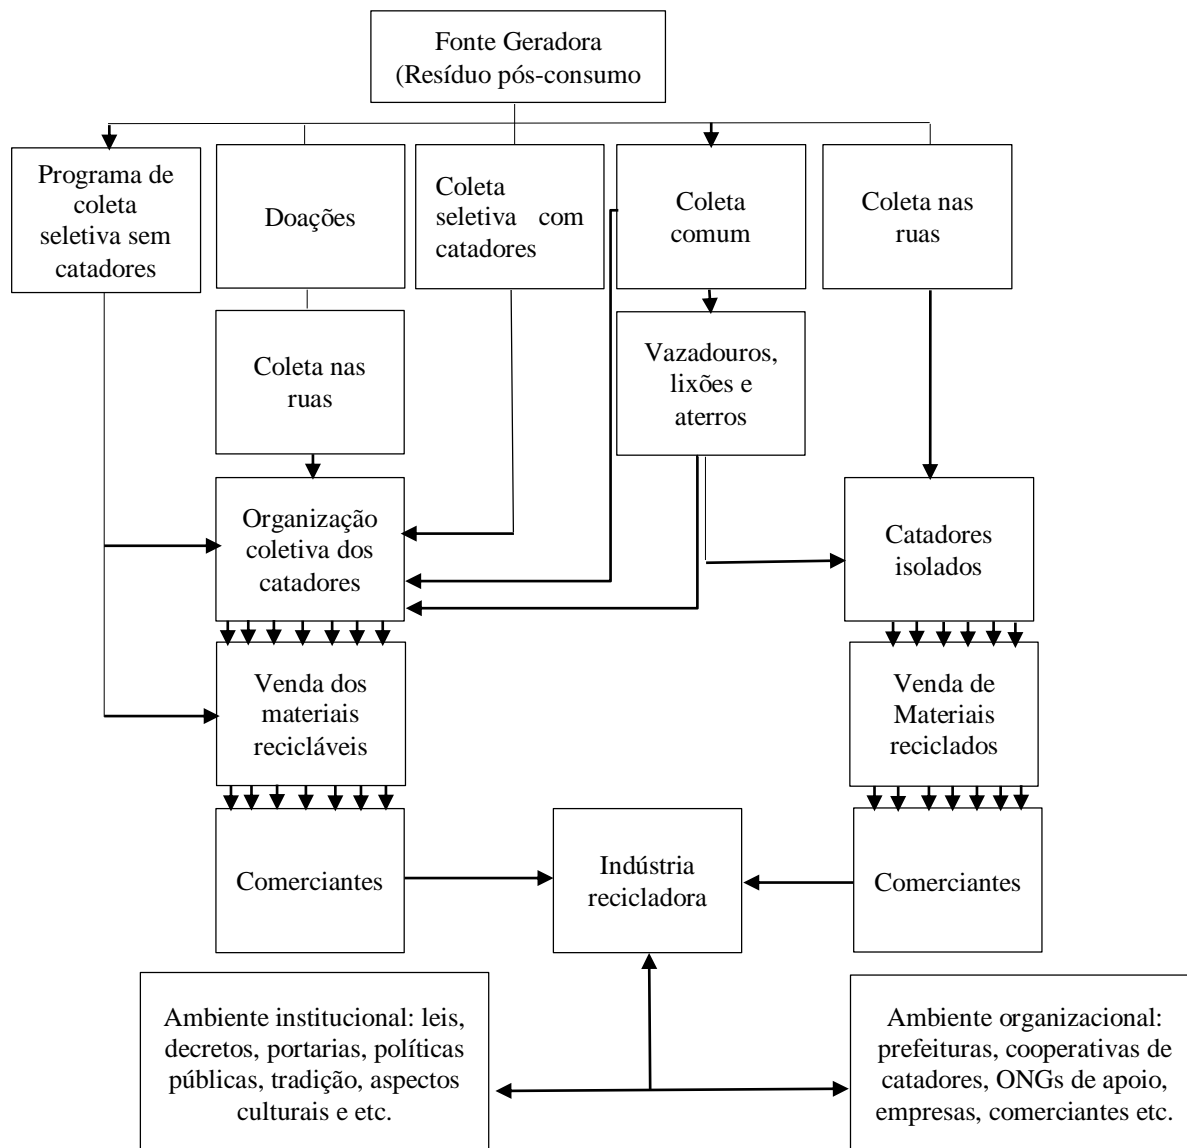 Fonte Geradora
(Resíduo pós-consumo
Programa de
coleta
seletiva sem
catadores
Doações
Coleta
seletiva com
catadores
Coleta
comum
Coleta nas
ruas
Coleta nas
ruas
Vazadouros,
lixões e
aterros
Organização
coletiva dos
catadores
Catadores
isolados
Venda dos
materiais
recicláveis
Venda de
Materiais
reciclados
Comerciantes
Indústria
recicladora
Comerciantes
Ambiente institucional: leis,
decretos, portarias, políticas
públicas, tradição, aspectos
culturais e etc.
Ambiente organizacional:
prefeituras, cooperativas de
catadores, ONGs de apoio,
empresas, comerciantes etc.